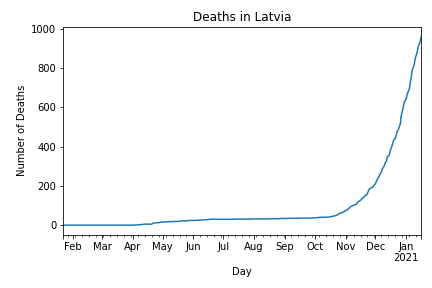 Deaths in Latvia
1000
800
600
400
200
0
Number of Deaths
Feb Mar Apr May Jun Jul Aug Sep Oct Nov Dec Jan
2021
Day